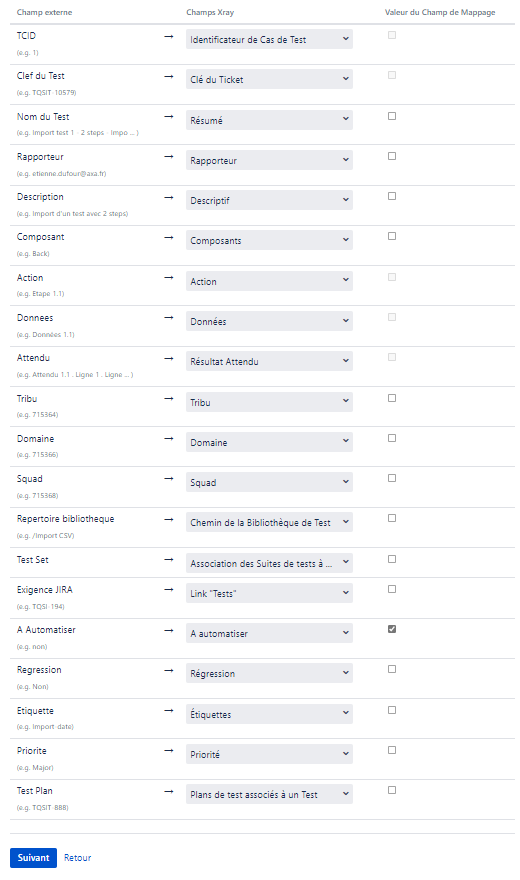 Champ externe Champs Xray Valeur du Champ de Mappage
TCID → Identificateur de Cas de Test
(e.g. 1)
Clef du Test → Clé du Ticket
(e.g. TQSIT-10579)
Nom du Test → Résumé
(e.g. Import test 1 - 2 steps - Impo ... )
Rapporteur → Rapporteur
(e.g. etienne.dufour@axa.fr)
Description → Descriptif
(e.g. Import d'un test avec 2 steps)
Composant → Composants
(e.g. Back)
Action → Action
(e.g. Etape 1.1)
Donnees → Données
(e.g. Données 1.1)
Attendu → Résultat Attendu
(e.g. Attendu 1.1 . Ligne 1 . Ligne ... )
Tribu → Tribu
(e.g. 715364)
Domaine → Domaine
(e.g. 715366)
Squad → Squad
(e.g. 715368)
Repertoire bibliotheque → Chemin de la Bibliothèque de Test
(e.g. /Import CSV)
Test Set → Association des Suites de tests à ...
Exigence JIRA → Link "Tests"
(e.g. TQSI-194)
A Automatiser → A automatiser
(e.g. non)
Regression → Régression
(e.g. Non)
Etiquette → Étiquettes
(e.g. Import-date)
Priorite → Priorité
(e.g. Major)
Test Plan → Plans de test associés à un Test
(e.g. TQSIT-888)
Suivant Retour